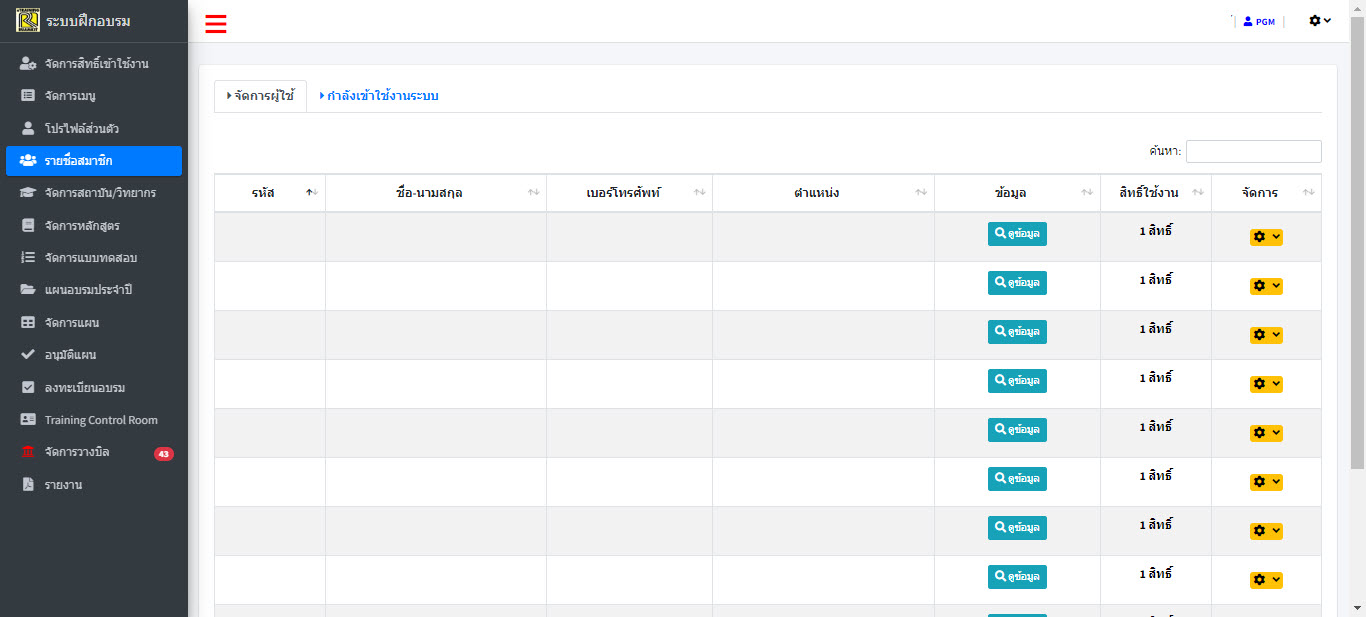 ระบบฝึกอบรม
จัดการสิทธิ์เข้าใช้งาน
จัดการเมนู
โปรไฟล์ส่วนตัว
รายชื่อสมาชิก
จัดการสถาบัน/วิทยากร
จัดการหลักสูตร
จัดการแบบทดสอบ
แผนอบรมประจำปี
จัดการแผน
อนุมัติแผน
ลงทะเบียนอบรม
Training Control Room
จัดการวางบิล 43
รายงาน
PGM
จัดการผู้ใช้ กำลังเข้าใช้งานระบบ
ค้นหา:
รหัส ชื่อ-นามสกุล เบอร์โทรศัพท์ ตำแหน่ง ข้อมูล สิทธิ์ใช้งาน จัดการ
ดูข้อมูล 1 สิทธิ์
ดูข้อมูล 1 สิทธิ์
ดูข้อมูล 1 สิทธิ์
ดูข้อมูล 1 สิทธิ์
ดูข้อมูล 1 สิทธิ์
ดูข้อมูล 1 สิทธิ์
ดูข้อมูล 1 สิทธิ์
ดูข้อมูล 1 สิทธิ์